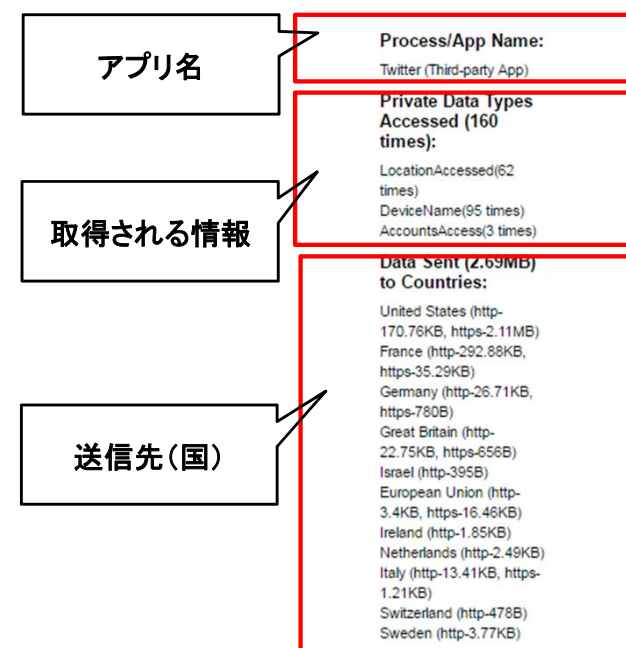 アプリ名
Process/App Name:
Twitter (Third-party App)
取得される情報
Private Data Types
Accessed (160
times):
LocationAccessed(62
times)
DeviceName(95 times)
AccountsAccess(3 times)
送信先(国)
Data Sent (2.69MB)
to Countries:
United States (http-
170.76KB, https-2.11MB)
France (http-292.88KB,
https-35.29KB)
Germany (http-26.71KB,
https-780B)
Great Britain (http-
22.75KB, https-656B)
Israel (http-395B)
European Union (http-
3.4KB, https-16.46KB)
Ireland (http-1.85KB)
Netherlands (http-2.49KB)
Italy (http-13.41KB, https-
1.21KB)
Switzerland (http-478B)
Sweden (http-3.77KB)